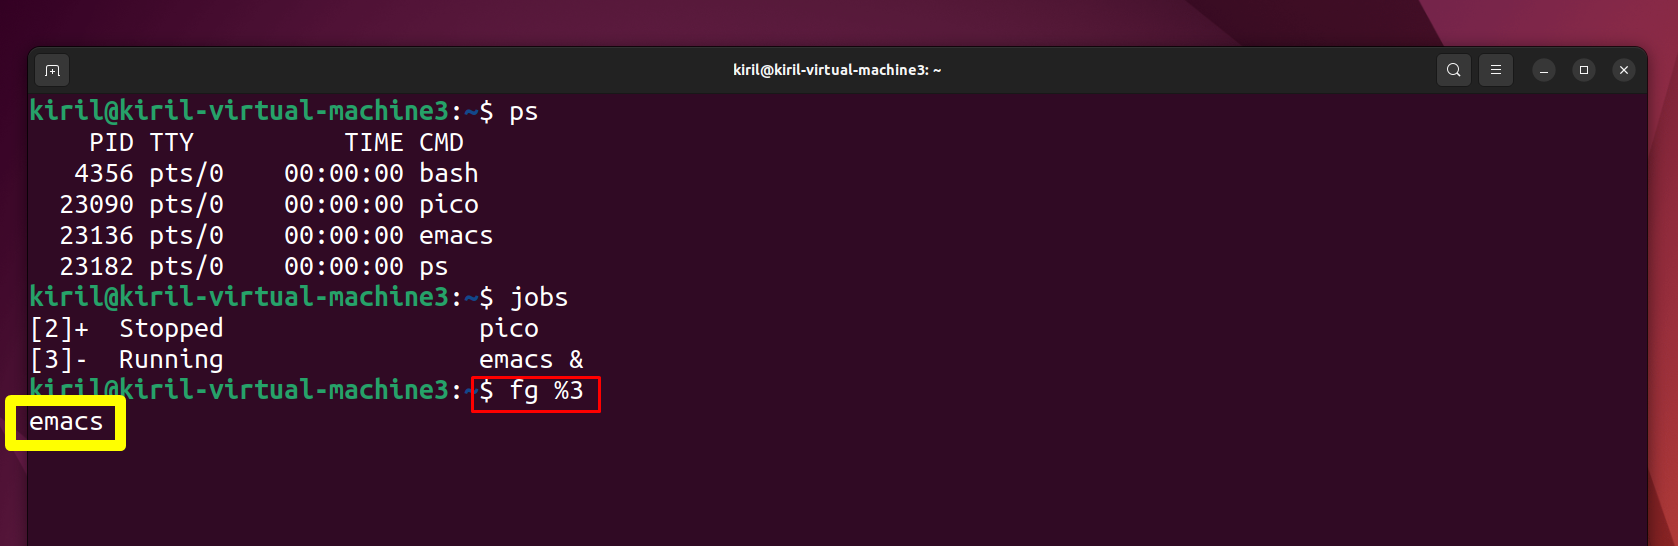 kiril@kiril-virtual-machine3: ~
kiril@kiril-virtual-machine3:~$ ps
    PID TTY          TIME CMD
   4356 pts/0    00:00:00 bash
  23090 pts/0    00:00:00 pico
  23136 pts/0    00:00:00 emacs
  23182 pts/0    00:00:00 ps
kiril@kiril-virtual-machine3:~$ jobs
[2]+  Stopped                 pico
[3]-  Running                 emacs &
kiril@kiril-virtual-machine3:~$ fg %3
emacs